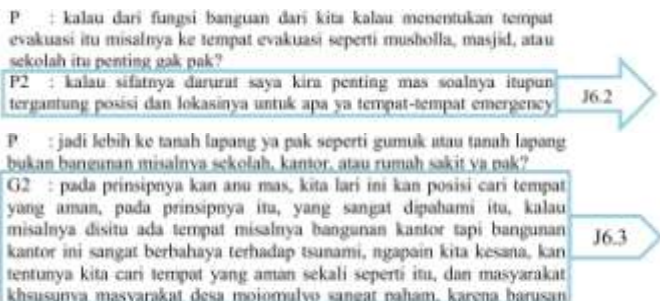 P : kalau dari fungsi banguan dari kita kalau menentukan tempat
evakuasi itu misalnya ke tempat evakuasi seperti musholla, masjid, atau
sekolah itu penting gak pak?
P2 : kalau sifatnya darurat saya kira penting mas soalnya itupun
tergantung posisi dan lokasinya untuk apa ya tempat-tempat emergency
J6.2
P : jadi lebih ke tanah lapang ya pak seperti gumuk atau tanah lapang
bukan bangunan misalnya sekolah, kantor, atau rumah sakit ya pak?
G2 : pada prinsipnya kan anu mas, kita lari ini kan posisi cari tempat
yang aman, pada prinsipnya itu, yang sangat dipahami itu, kalau
misalnya disitu ada tempat misalnya bangunan kantor tapi bangunan
kantor ini sangat berbahaya terhadap tsunami, ngapain kita kesana, kan
tentunya kita cari tempat yang aman sekali seperti itu, dan masyarakat
khsusunya masyarakat desa mojomulyo sangat paham, karena barusan
J6.3